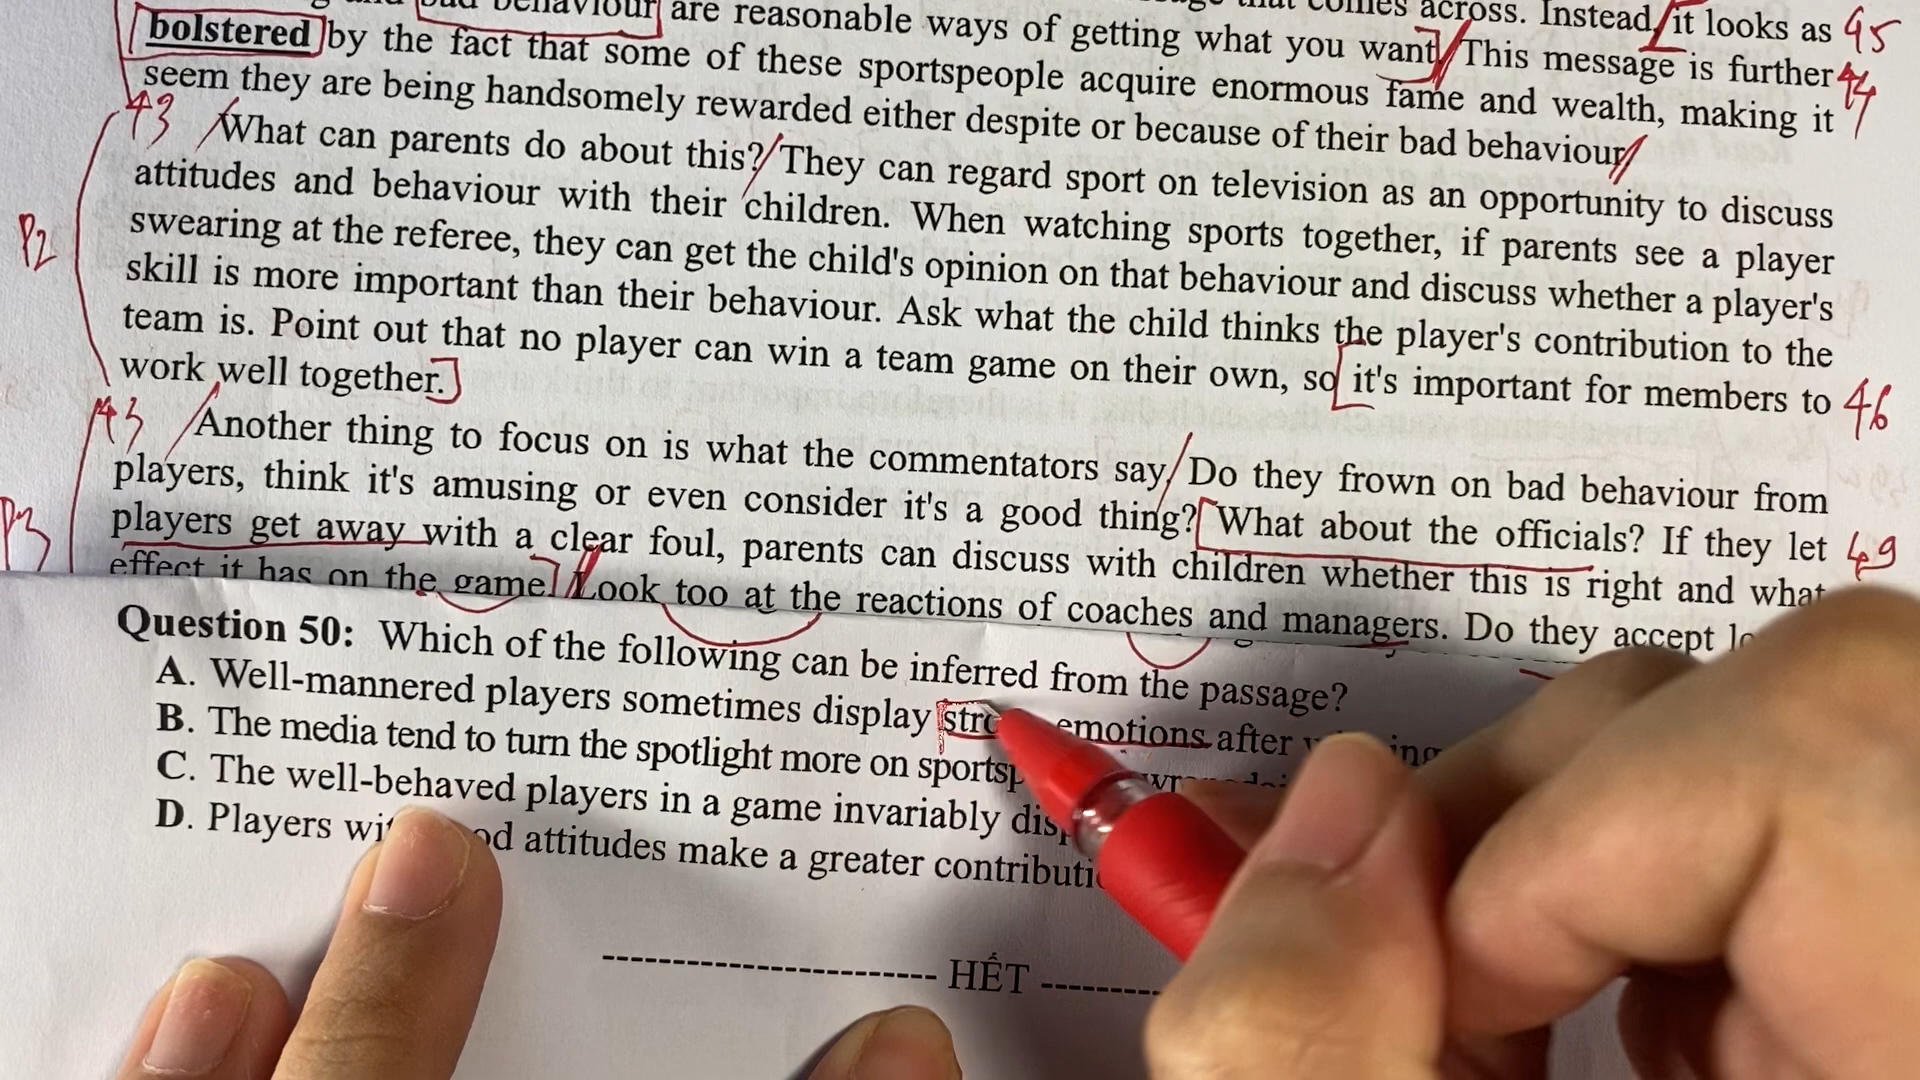 bad behaviour are reasonable ways of getting what you want. This message is further 44
comes across. Instead, it looks as 45
bolstered by the fact that some of these sportspeople acquire enormous fame and wealth, making it
seem they are being handsomely rewarded either despite or because of their bad behaviour.
43 What can parents do about this? They can regard sport on television as an opportunity to discuss
attitudes and behaviour with their children. When watching sports together, if parents see a player
P2 swearing at the referee, they can get the child's opinion on that behaviour and discuss whether a player's
skill is more important than their behaviour. Ask what the child thinks the player's contribution to the
team is. Point out that no player can win a team game on their own, so it's important for members to 46
work well together.
43 Another thing to focus on is what the commentators say. Do they frown on bad behaviour from
players, think it's amusing or even consider it's a good thing? What about the officials? If they let 49
P3 players get away with a clear foul, parents can discuss with children whether this is right and what
effect it has on the game. Look too at the reactions of coaches and managers. Do they accept
Question 50: Which of the following can be inferred from the passage?
A. Well-mannered players sometimes display emotions after
B. The media tend to turn the spotlight more on
C. The well-behaved players in a game invariably
D. Players attitudes make a greater
HẾT